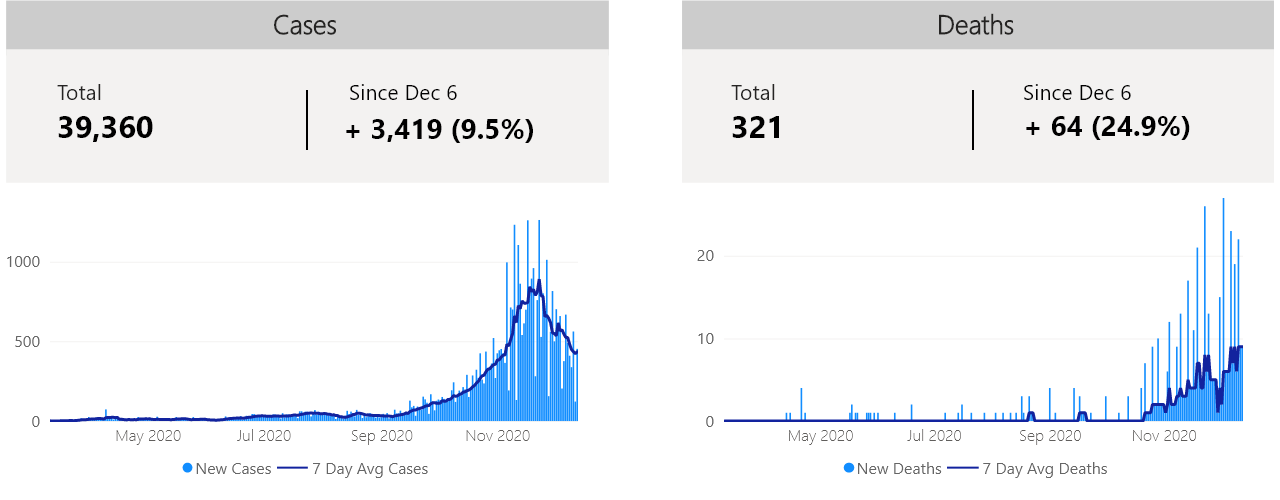 Cases
Total
Since Dec 6
39,360
+ 3,419 (9.5%)
1000
500
0
May 2020 Jul 2020 Sep 2020 Nov 2020
New Cases 7 Day Avg Cases
Deaths
Total
Since Dec 6
321
+ 64 (24.9%)
20
10
0
May 2020 Jul 2020 Sep 2020 Nov 2020
New Deaths 7 Day Avg Deaths